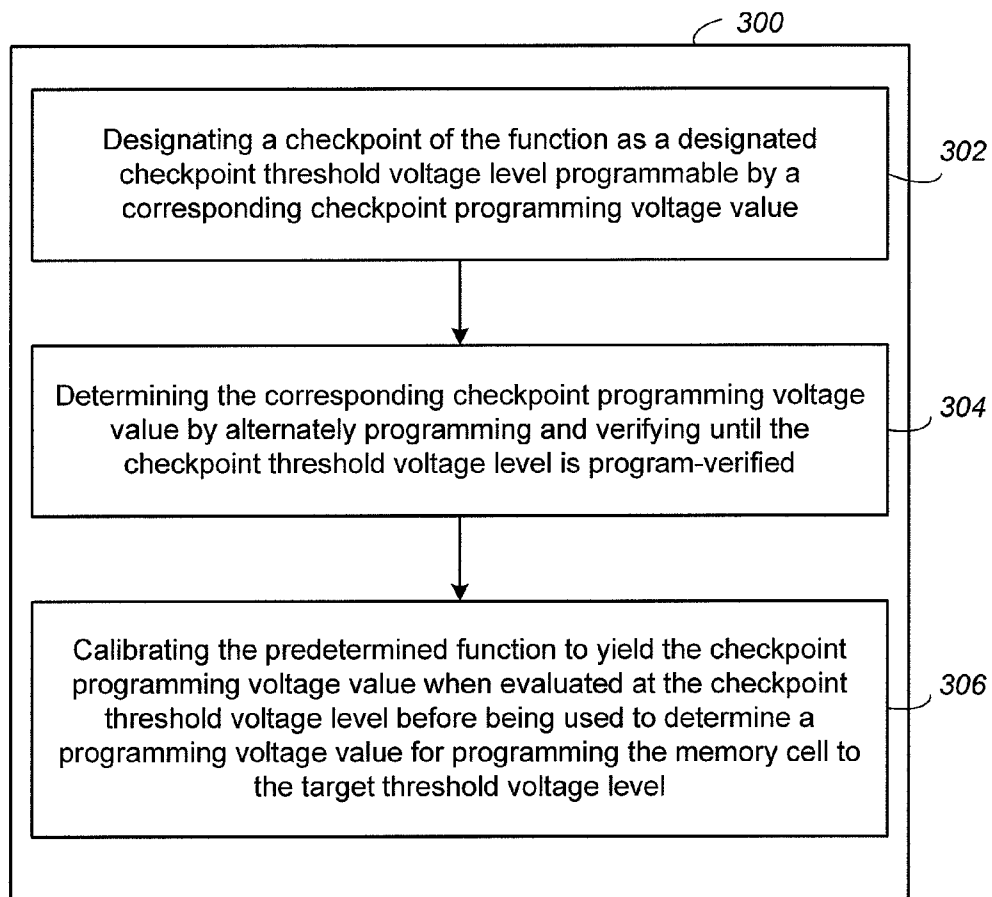 300
Designating a checkpoint of the function as a designated
checkpoint threshold voltage level programmable by a
corresponding checkpoint programming voltage value
302
Determining the corresponding checkpoint programming voltage
value by alternately programming and verifying until the
checkpoint threshold voltage level is program-verified
304
Calibrating the predetermined function to yield the checkpoint
programming voltage value when evaluated at the checkpoint
threshold voltage level before being used to determine a
programming voltage value for programming the memory cell to
the target threshold voltage level
306